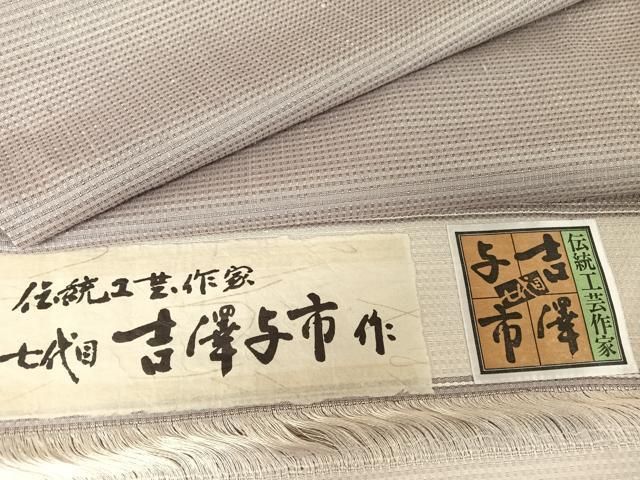 伝統工芸作家
七代目 吉澤与市 作
伝統工芸作家
吉澤
七代目
与市